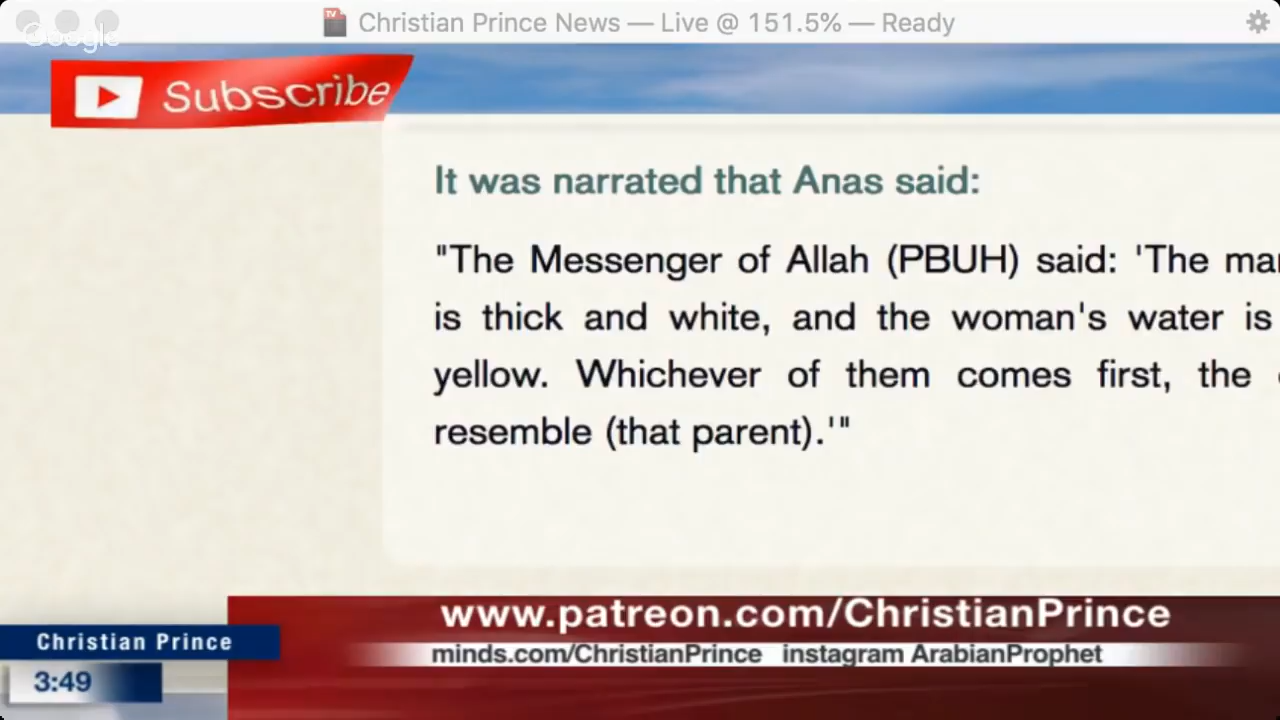 Christian Prince News — Live @ 151.5% — Ready
Google
Subscribe
It was narrated that Anas said:
"The Messenger of Allah (PBUH) said: 'The
is thick and white, and the woman's water is
yellow. Whichever of them comes first, the
resemble (that parent).'"
www.patreon.com/ChristianPrince
Christian Prince
minds.com/ChristianPrince instagram ArabianProphet
3:49